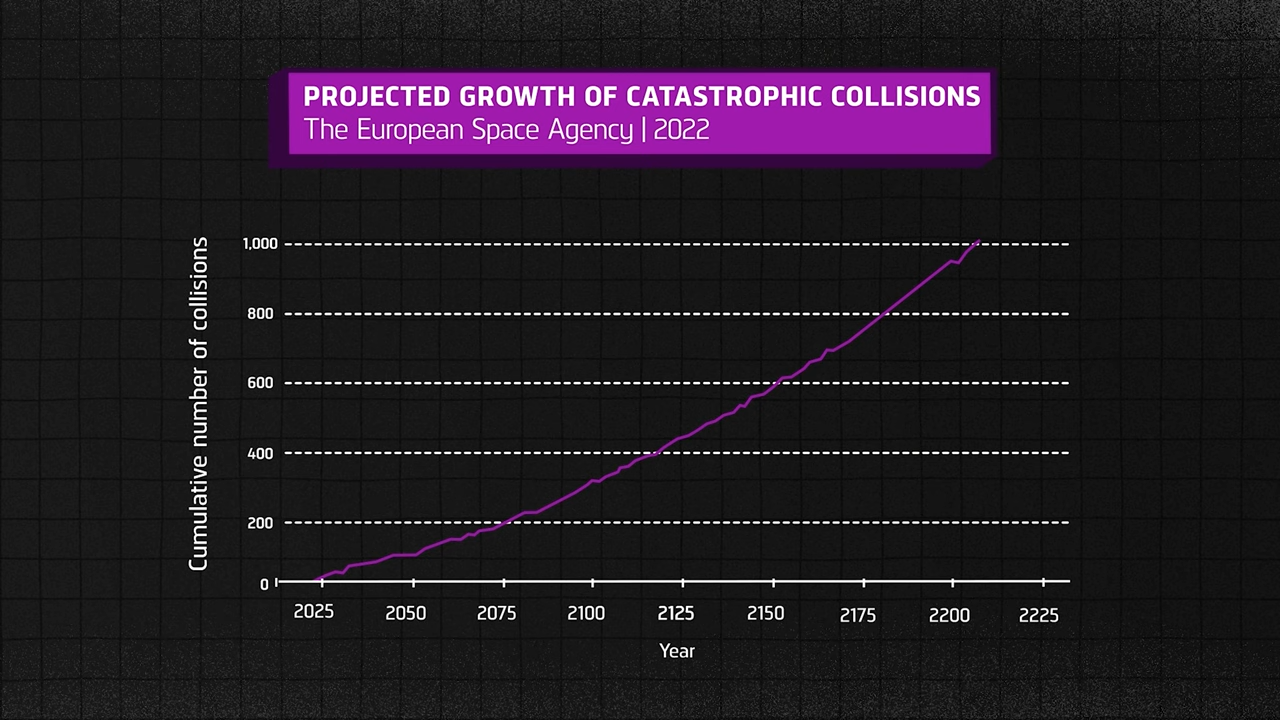 PROJECTED GROWTH OF CATASTROPHIC COLLISIONS
The European Space Agency | 2022
Cumulative number of collisions
1,000
800
600
400
200
0
2025 2050 2075 2100 2125 2150 2175 2200 2225
Year